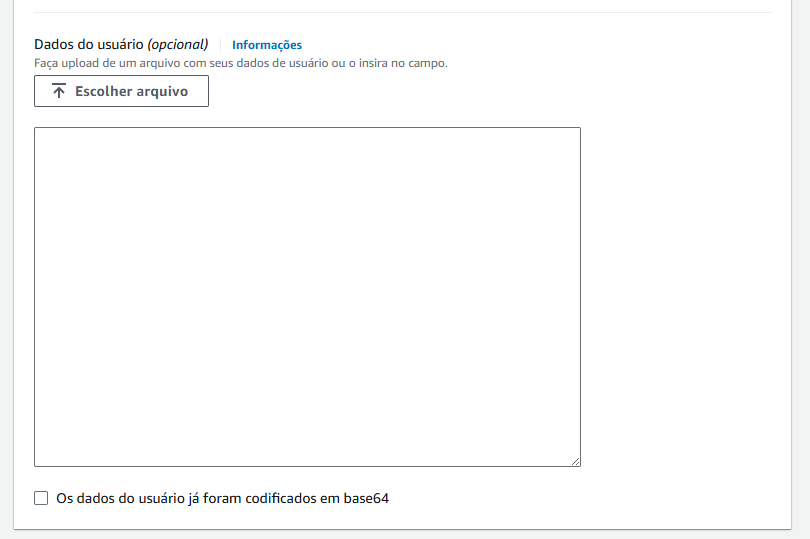 Dados do usuário (opcional) Informações
Faça upload de um arquivo com seus dados de usuário ou o insira no campo.
Escolher arquivo
Os dados do usuário já foram codificados em base64